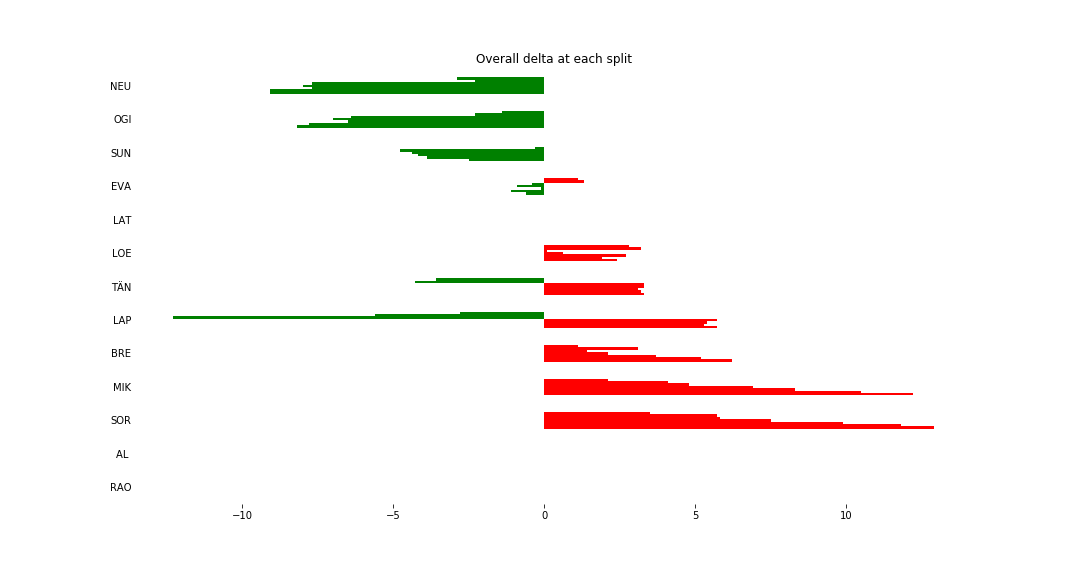 Overall delta at each split
NEU
OGI
SUN
EVA
LAT
LOE
TÄN
LAP
BRE
MIK
SOR
AL
RAO
−10 −5 0 5 10